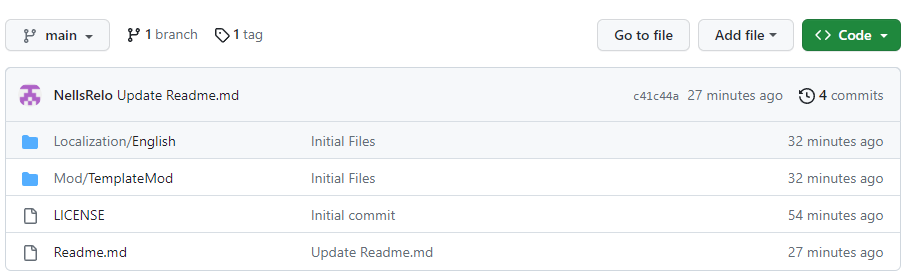 main 1 branch 1 tag Go to file Add file <> Code
NellsRelo Update Readme.md c41c44a 27 minutes ago 4 commits
Localization/English Initial Files 32 minutes ago
Mod/TemplateMod Initial Files 32 minutes ago
LICENSE Initial commit 54 minutes ago
Readme.md Update Readme.md 27 minutes ago